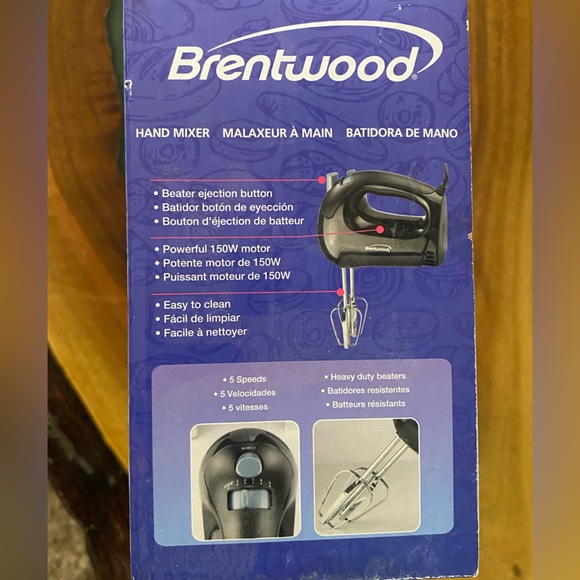 Brentwood®
HAND MIXER MALAXEUR À MAIN BATIDORA DE MANO
• Beater ejection button
• Batidor botón de eyección
• Bouton d'éjection de batteur
• Powerful 150W motor
• Potente motor de 150W
• Puissant moteur de 150W
• Easy to clean
• Fácil de limpiar
• Facile à nettoyer
Brentwood
• 5 Speeds
• 5 Velocidades
• 5 vitesses
• Heavy duty beaters
• Batidores resistentes
• Batteurs résistants
OFF